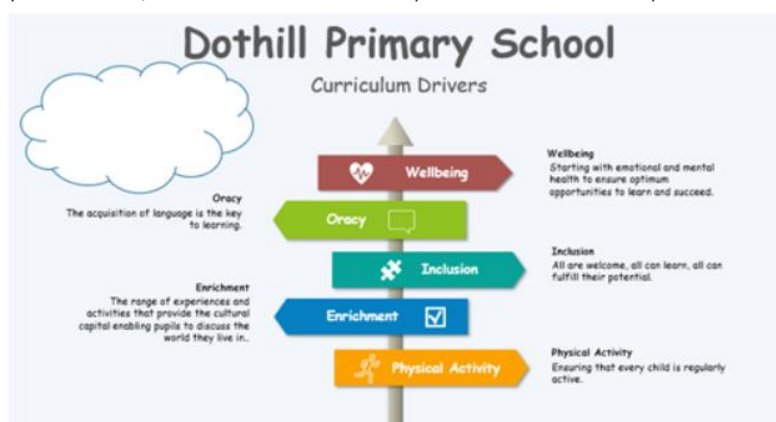 Dothill Primary School
Curriculum Drivers
Wellbeing
Wellbeing
Starting with emotional and mental
health to ensure optimum
opportunities to learn and succeed.
Oracy
The acquisition of language is the key
to learning.
Oracy
Inclusion
Inclusion
All are welcome, all can learn, all can
fulfill their potential.
Enrichment
The range of experiences and
activities that provide the cultural
capital enabling pupils to discuss the
world they live in..
Enrichment
Physical Activity
Physical Activity
Ensuring that every child is regularly
active.